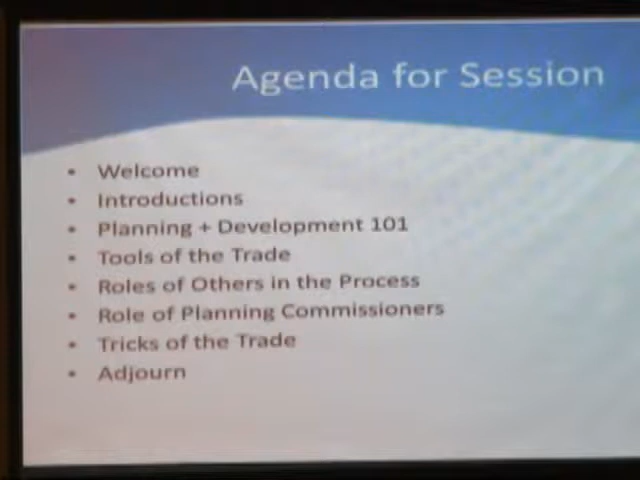 Agenda for Session
• Welcome
• Introductions
• Planning + Development 101
• Tools of the Trade
• Roles of Others in the Process
• Role of Planning Commissioners
• Tricks of the Trade
• Adjourn